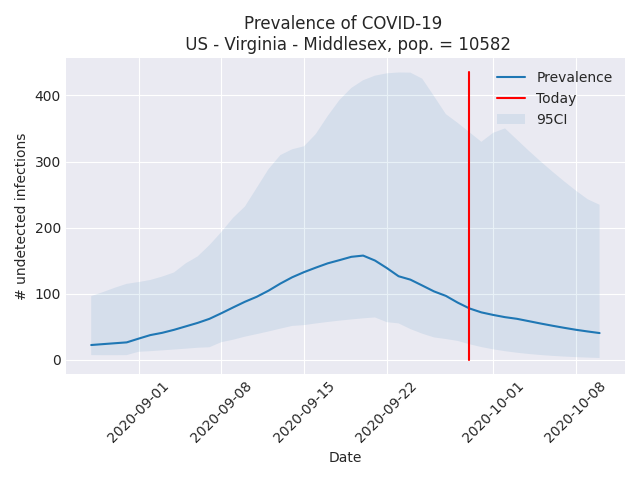 Prevalence of COVID-19
US - Virginia - Middlesex, pop. = 10582
Prevalence
Today
95CI
# undetected infections
400
300
200
100
0
2020-09-01
2020-09-08
2020-09-15
2020-09-22
2020-10-01
2020-10-08
Date